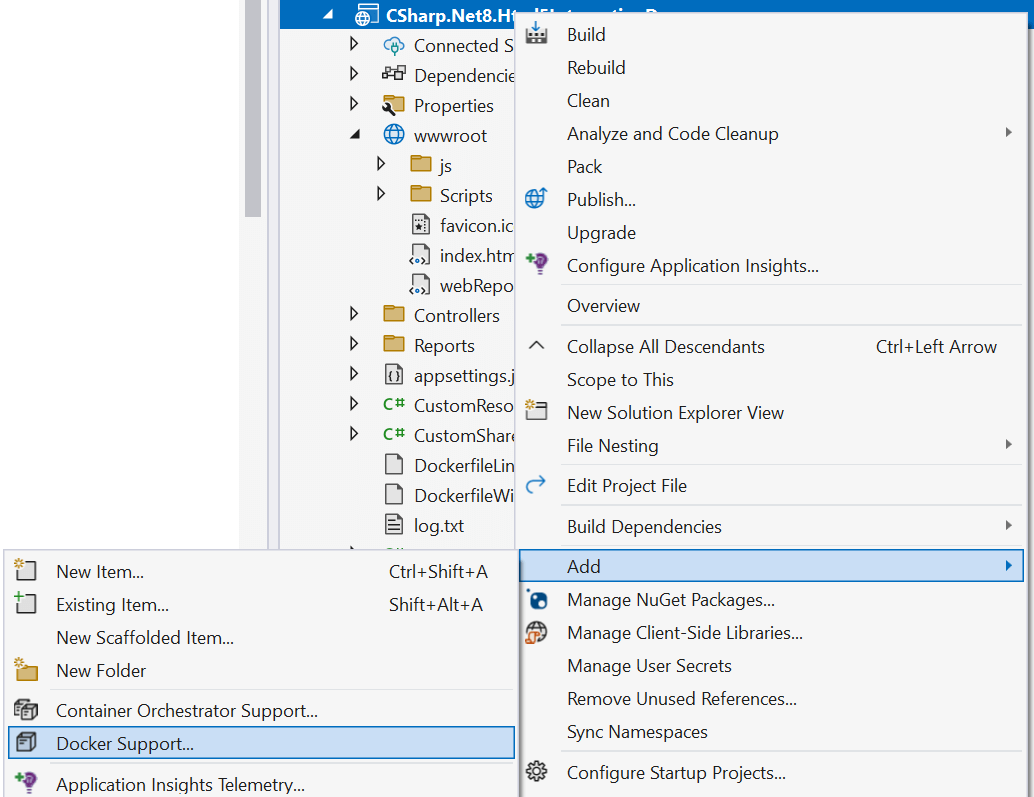 CSharp.Net8.
Connected S
Dependencie
Properties
wwwroot
js
Scripts
favicon.ic
index.htm
webRepo
Controllers
Reports
appsettings.j
C# CustomReso
C# CustomShare
DockerfileLin
DockerfileWi
log.txt
Build
Rebuild
Clean
Analyze and Code Cleanup
Pack
Publish...
Upgrade
Configure Application Insights...
Overview
Collapse All Descendants Ctrl+Left Arrow
Scope to This
New Solution Explorer View
File Nesting
Edit Project File
Build Dependencies
Add
Manage NuGet Packages...
Manage Client-Side Libraries...
Manage User Secrets
Remove Unused References...
Sync Namespaces
Configure Startup Projects...
New Item... Ctrl+Shift+A
Existing Item... Shift+Alt+A
New Scaffolded Item...
New Folder
Container Orchestrator Support...
Docker Support...
Application Insights Telemetry...